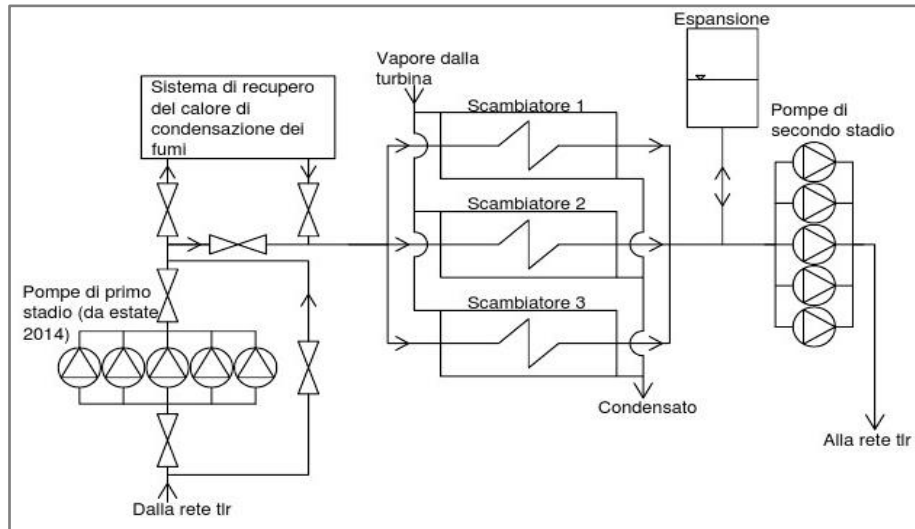 Espansione
Vapore dalla
turbina
Sistema di recupero
del calore di
condensazione dei
fumi
Scambiatore 1
Pompe di
secondo stadio
Scambiatore 2
Pompe di primo
stadio (da estate
2014)
Scambiatore 3
Condensato
Alla rete tlr
Dalla rete tlr